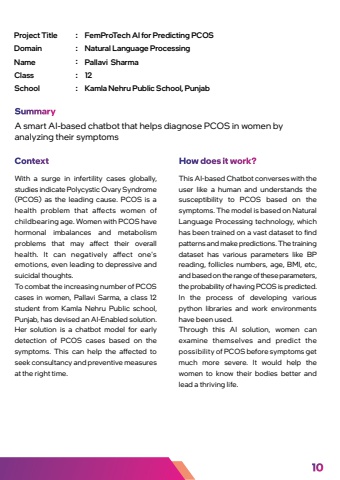 Project Title : FemProTech AI for Predicting PCOS
Domain : Natural Language Processing
Name : Pallavi Sharma
Class : 12
School : Kamla Nehru Public School, Punjab
Summary
A smart AI-based chatbot that helps diagnose PCOS in women by
analyzing their symptoms
Context
With a surge in infertility cases globally,
studies indicate Polycystic Ovary Syndrome
(PCOS) as the leading cause. PCOS is a
health problem that affects women of
childbearing age. Women with PCOS have
hormonal imbalances and metabolism
problems that may affect their overall
health. It can negatively affect one's
emotions, even leading to depressive and
suicidal thoughts.
To combat the increasing number of PCOS
cases in women, Pallavi Sarma, a class 12
student from Kamla Nehru Public school,
Punjab, has devised an AI-Enabled solution.
Her solution is a chatbot model for early
detection of PCOS cases based on the
symptoms. This can help the affected to
seek consultancy and preventive measures
at the right time.
How does it work?
This AI-based Chatbot converses with the
user like a human and understands the
susceptibility to PCOS based on the
symptoms. The model is based on Natural
Language Processing technology, which
has been trained on a vast dataset to find
patterns and make predictions. The training
dataset has various parameters like BP
reading, follicles numbers, age, BMI, etc,
and based on the range of these parameters,
the probability of having PCOS is predicted.
In the process of developing various
python libraries and work environments
have been used.
Through this AI solution, women can
examine themselves and predict the
possibility of PCOS before symptoms get
much more severe. It would help the
women to know their bodies better and
lead a thriving life.
10